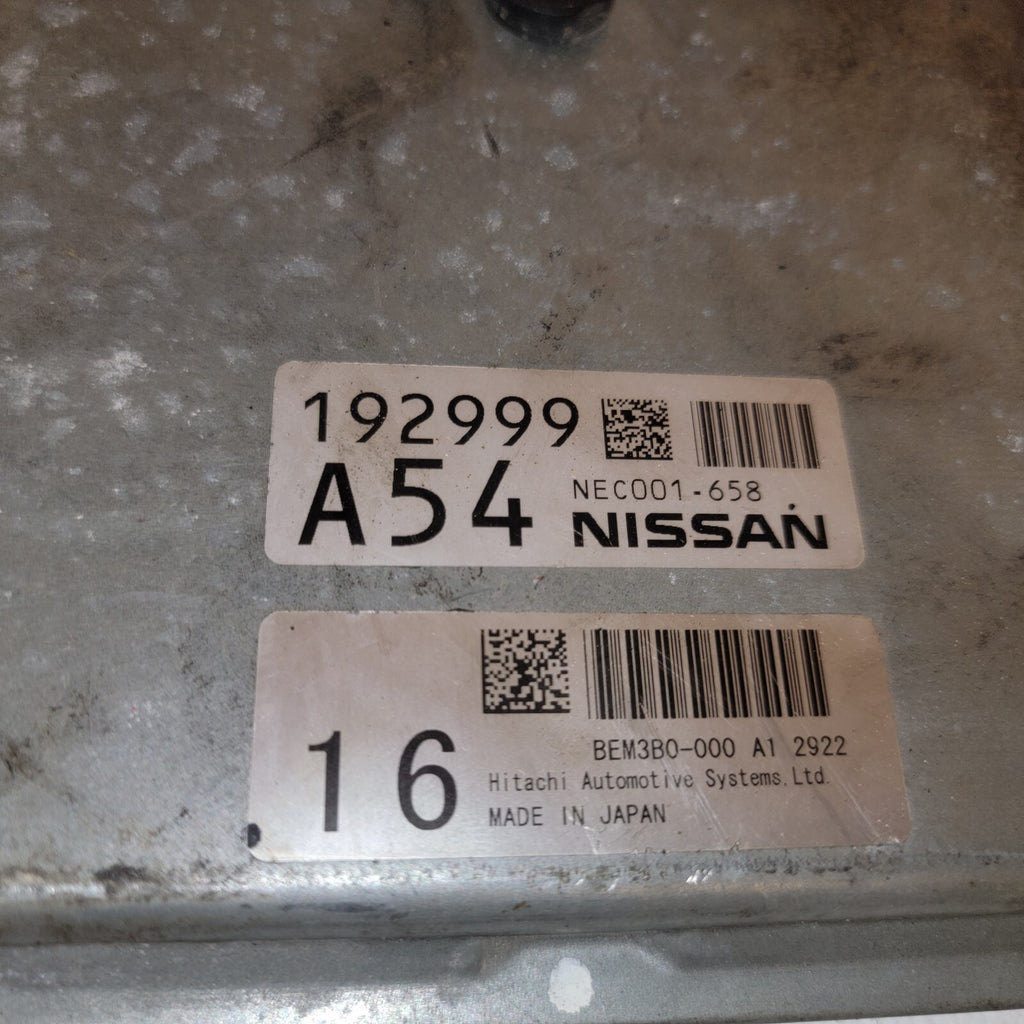 192999
A54
NEC001-658
NISSAN
16
BEM3B0-000 A1 2922
Hitachi Automotive Systems,Ltd.
MADE IN JAPAN